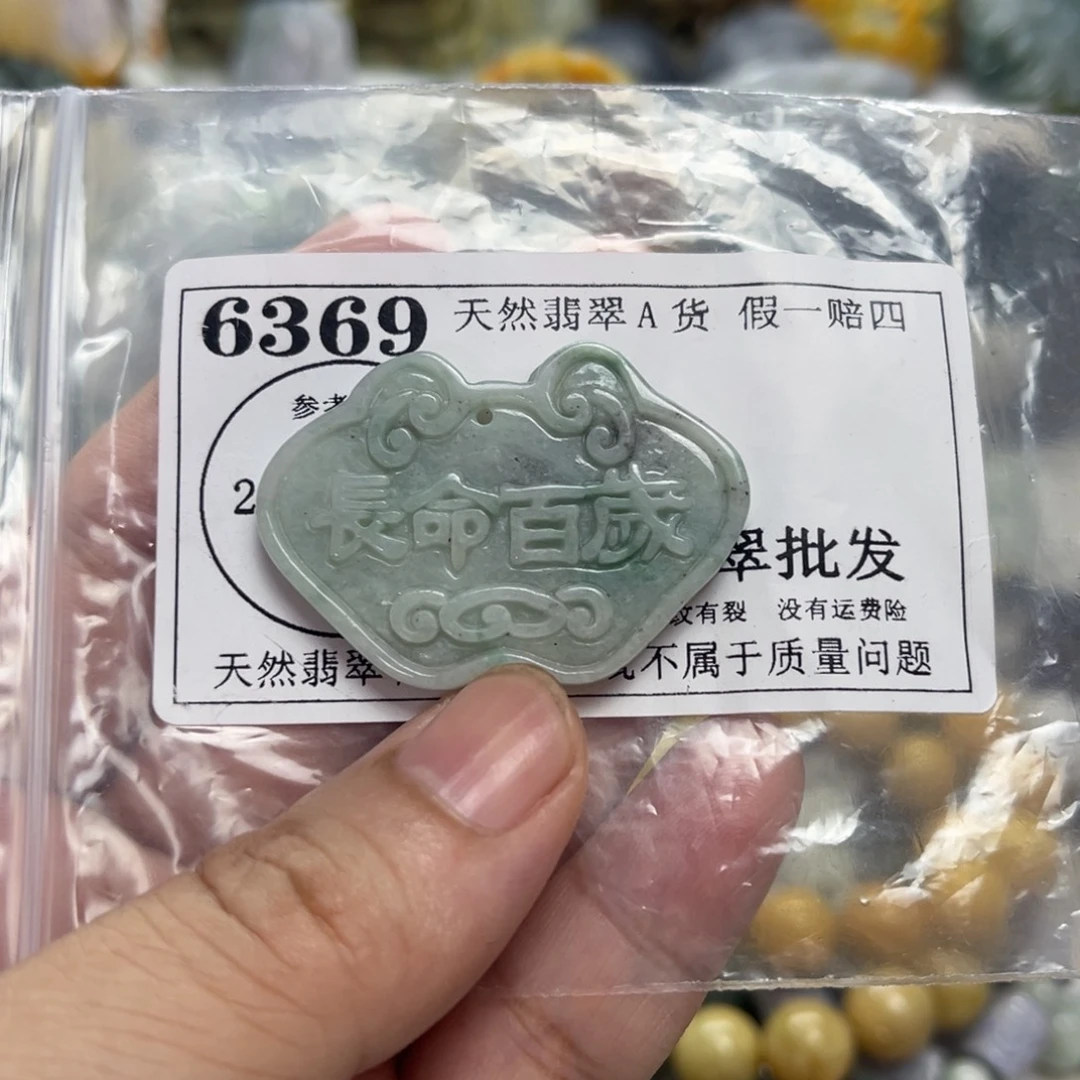 6369 天然翡翠A货 假一赔四
参考
2
長命百歲
翠批发
纹有裂 没有运费险
天然翡翠
不属于质量问题